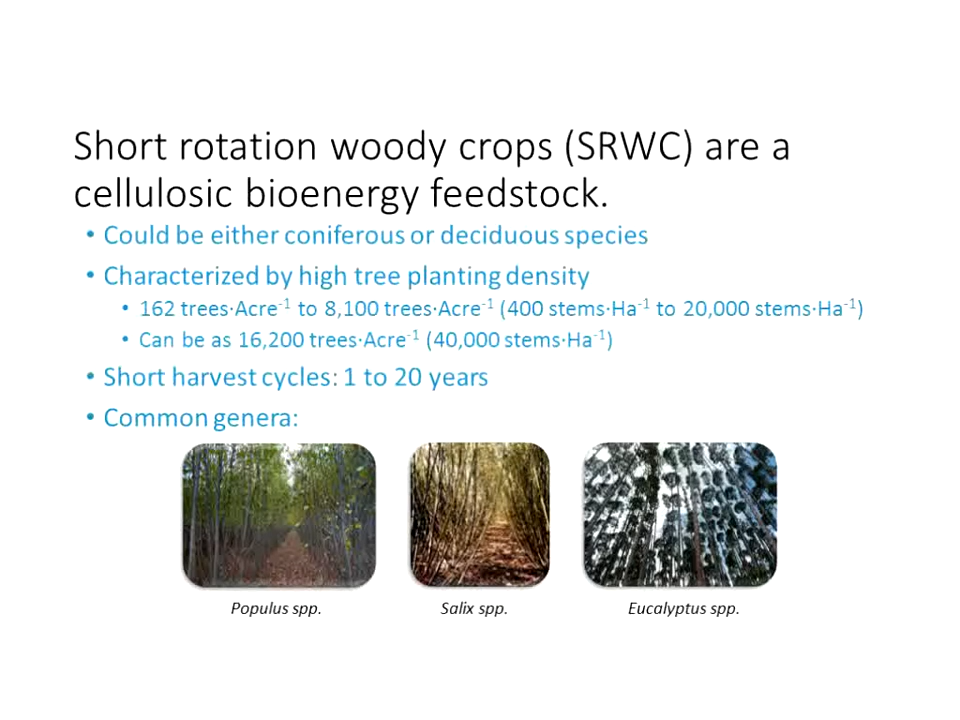 Short rotation woody crops (SRWC) are a
cellulosic bioenergy feedstock.
• Could be either coniferous or deciduous species
• Characterized by high tree planting density
• 162 trees·Acre⁻¹ to 8,100 trees·Acre⁻¹ (400 stems·Ha⁻¹ to 20,000 stems·Ha⁻¹)
• Can be as 16,200 trees·Acre⁻¹ (40,000 stems·Ha⁻¹)
• Short harvest cycles: 1 to 20 years
• Common genera:
Populus spp. Salix spp. Eucalyptus spp.